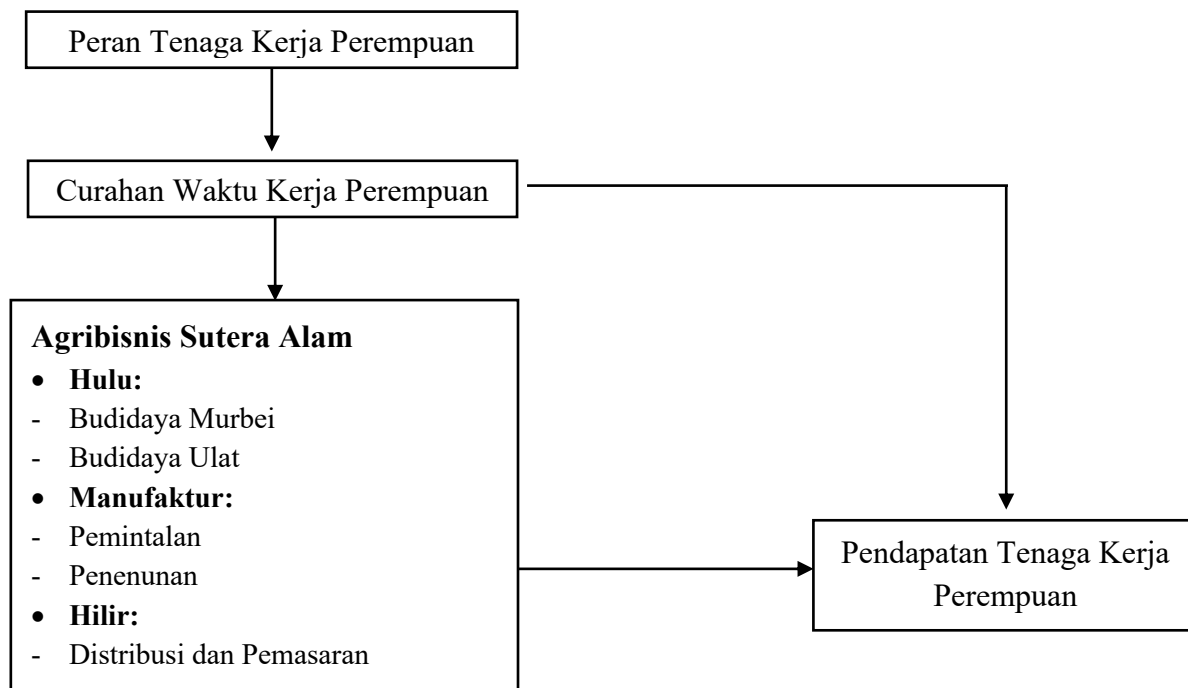 Peran Tenaga Kerja Perempuan
Curahan Waktu Kerja Perempuan
Agribisnis Sutera Alam
• Hulu:
- Budidaya Murbei
- Budidaya Ulat
• Manufaktur:
- Pemintalan
- Penenunan
• Hilir:
- Distribusi dan Pemasaran
Pendapatan Tenaga Kerja
Perempuan